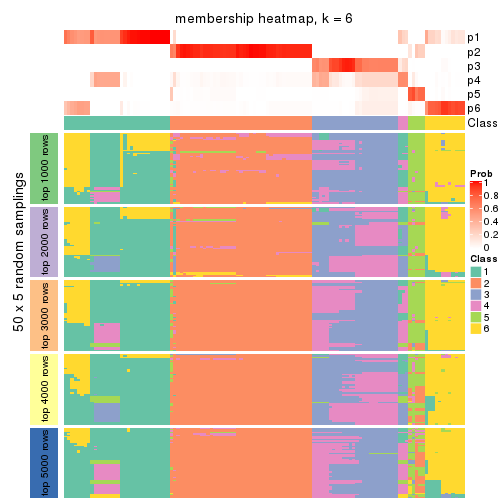 membership heatmap, k = 6
p1
p2
p3
p4
p5
p6
Class
50 x 5 random samplings
top 1000 rows
top 2000 rows
top 3000 rows
top 4000 rows
top 5000 rows
Prob
1
0.8
0.6
0.4
0.2
0
Class
1
2
3
4
5
6